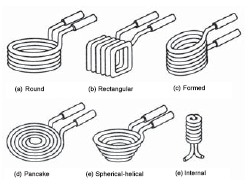 (a) Round
(b) Rectangular
(c) Formed
(d) Pancake
(e) Spherical-helical
(e) Internal